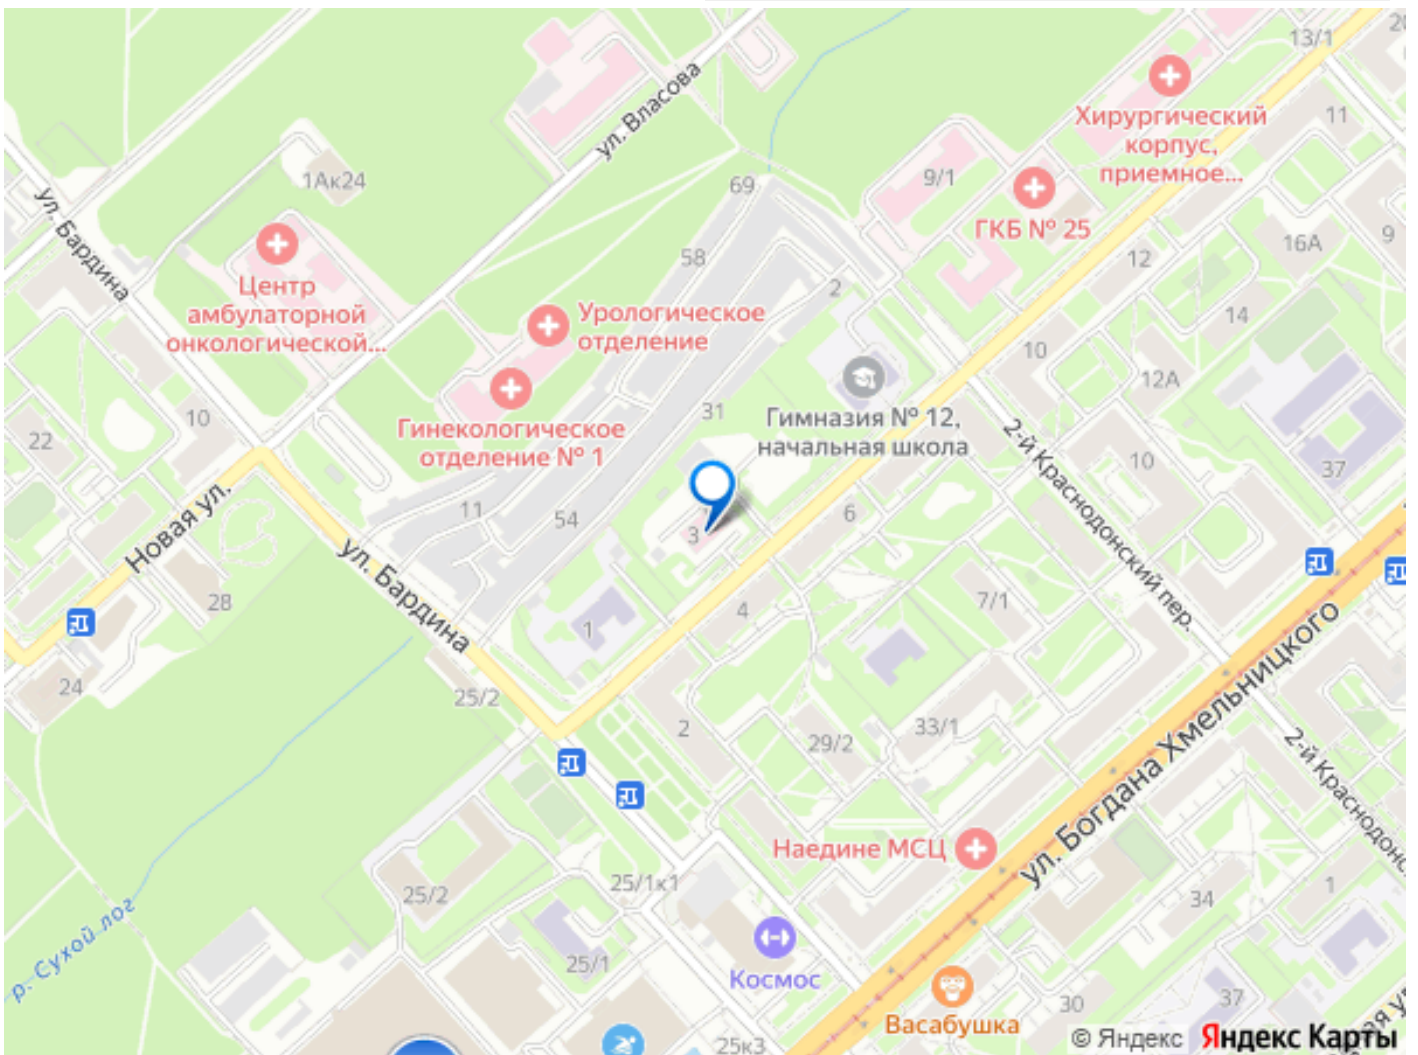 13/1
20
Хирургический
корпус,
приемное...
11
ул. Власова
1Ак24
69
9/1
ГКБ № 25
ул. Бардина
16А
9
58
12
Центр
амбулаторной
онкологической...
2
Урологическое
отделение
14
10
12А
Гинекологическое
отделение № 1
31
Гимназия № 12,
начальная школа
2-й Краснодонский пер.
10
22
10
37
11
54
6
3
Новая ул.
ул. Бардина
28
1
4
7/1
24
25/2
2
29/2
33/1
ул. Богдана Хмельницкого
2-й Краснодонс
Наедине МСЦ
25/2
25/1к1
1
34
р. Сухой лог
25/1
Космос
Васабушка
30
37
25к3
© Яндекс Яндекс Карты